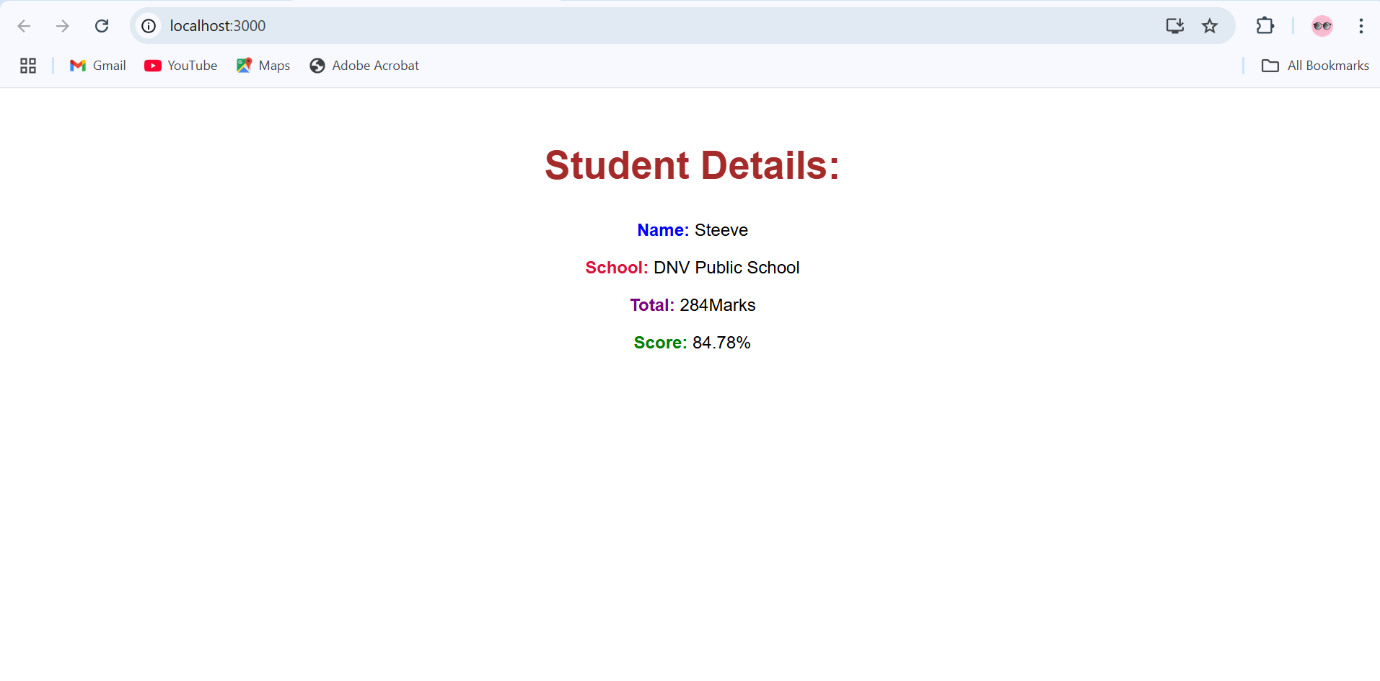 localhost:3000
Gmail YouTube Maps Adobe Acrobat All Bookmarks
Student Details:
Name: Steeve
School: DNV Public School
Total: 284Marks
Score: 84.78%